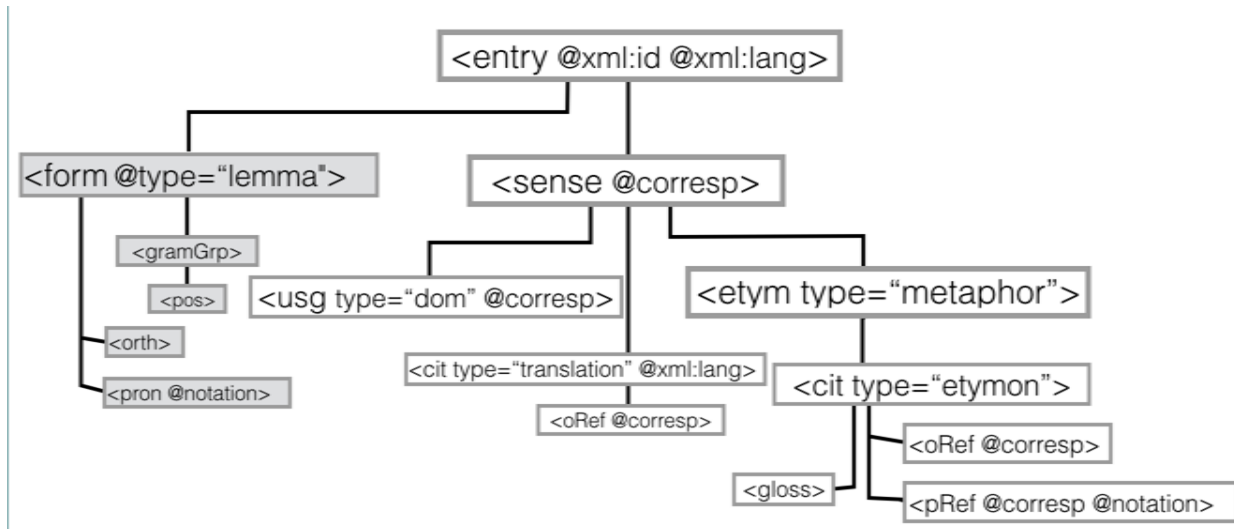 <entry @xml:id @xml:lang>
<form @type=“lemma">
<sense @corresp>
<gramGrp>
<pos>
<usg type=“dom” @corresp>
<etym type=“metaphor”>
<orth>
<cit type=“translation” @xml:lang>
<pron @notation>
<cit type=“etymon”>
<oRef @corresp>
<oRef @corresp>
<gloss>
<pRef @corresp @notation>